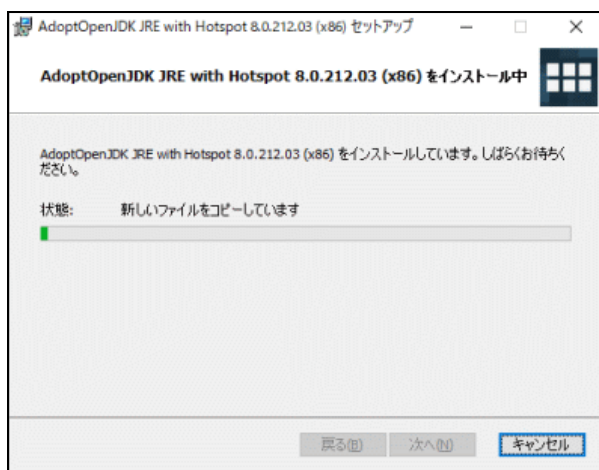 AdoptOpenJDK JRE with Hotspot 8.0.212.03 (x86) セットアップ
AdoptOpenJDK JRE with Hotspot 8.0.212.03 (x86) をインストール中
AdoptOpenJDK JRE with Hotspot 8.0.212.03 (x86) をインストールしています。しばらくお待ちく
ださい。
状態: 新しいファイルをコピーしています
戻る(B) 次へ(N) キャンセル